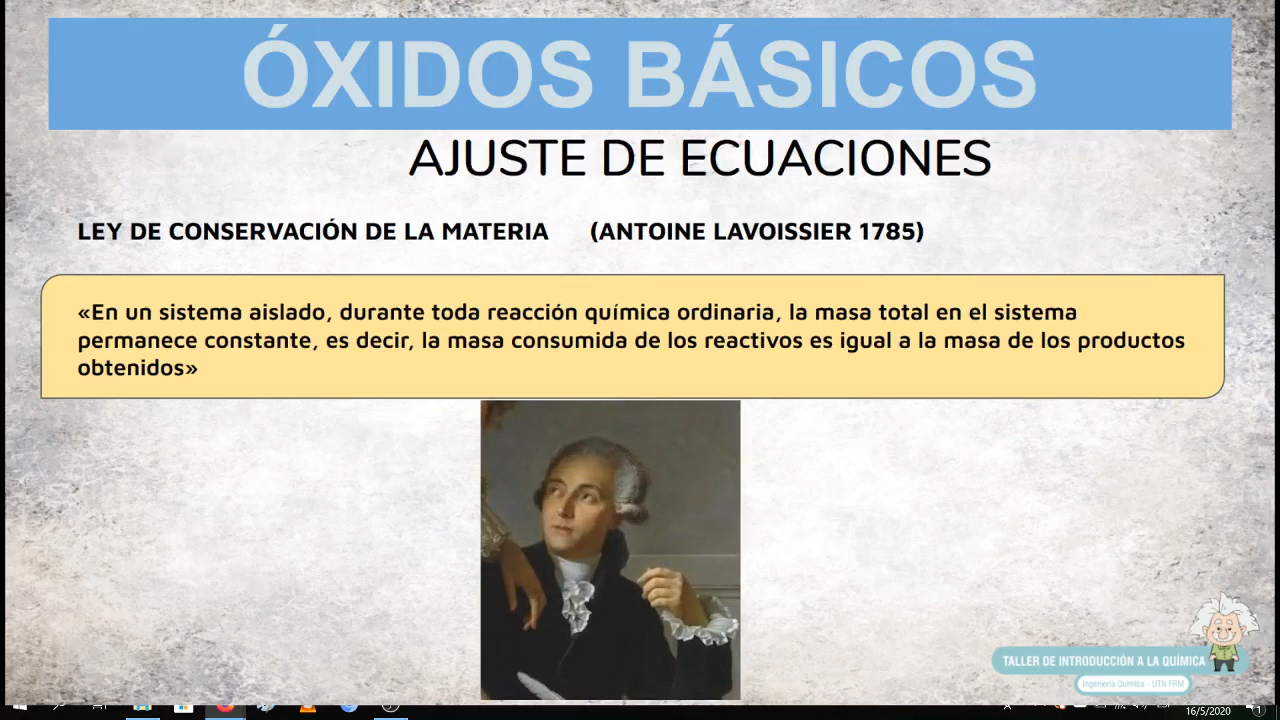 ÓXIDOS BÁSICOS
AJUSTE DE ECUACIONES
LEY DE CONSERVACIÓN DE LA MATERIA (ANTOINE LAVOISSIER 1785)
«En un sistema aislado, durante toda reacción química ordinaria, la masa total en el sistema
permanece constante, es decir, la masa consumida de los reactivos es igual a la masa de los productos
obtenidos»
TALLER DE INTRODUCCIÓN A LA QUÍMICA
Ingeniería Química - UTN FRM
16/5/2020
1